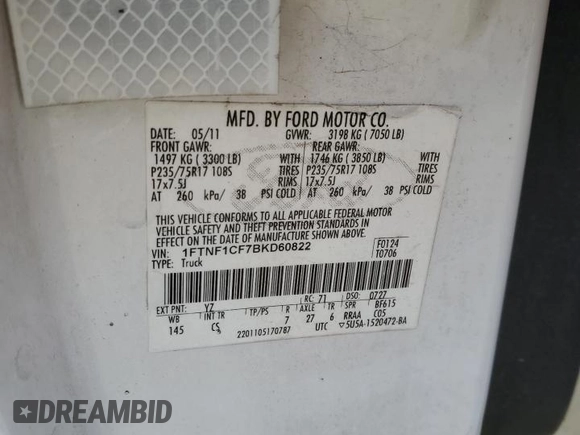 MFD. BY FORD MOTOR CO.
DATE: 05/11 GVWR: 3198 KG (7050 LB)
FRONT GAWR: REAR GAWR:
1497 KG (3300 LB) WITH 1746 KG (3850 LB) WITH
P235/75R17 108S TIRES P235/75R17 108S TIRES
17x7.5J RIMS 17x7.5J RIMS
AT 260 kPa/ 38 PSI COLD AT 260 kPa/ 38 PSI COLD
THIS VEHICLE CONFORMS TO ALL APPLICABLE FEDERAL MOTOR
VEHICLE SAFETY AND THEFT PREVENTION STANDARDS IN
EFFECT ON THE DATE OF MANUFACTURE SHOWN ABOVE.
VIN: 1FTNF1CF7BKD60822 F0124
TYPE: Truck T0706
EXT PNT: YZ RC: 71 DSO: 0727
WB INT TR TP/PS R AXLE TR SPR BF615
145 CS 7 27 6 RRAA C05
2201105170787 UTC ▽5U5A-1520472-BA
DREAMBID